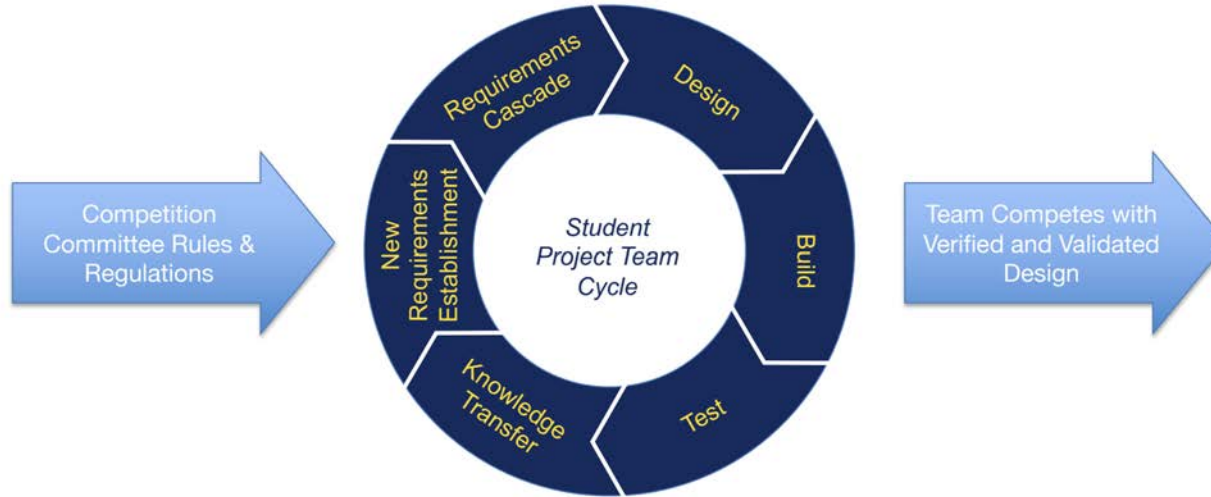 Competition
Committee Rules &
Regulations
New
Requirements
Establishment
Requirements
Cascade
Design
Build
Test
Knowledge
Transfer
Student
Project Team
Cycle
Team Competes with
Verified and Validated
Design